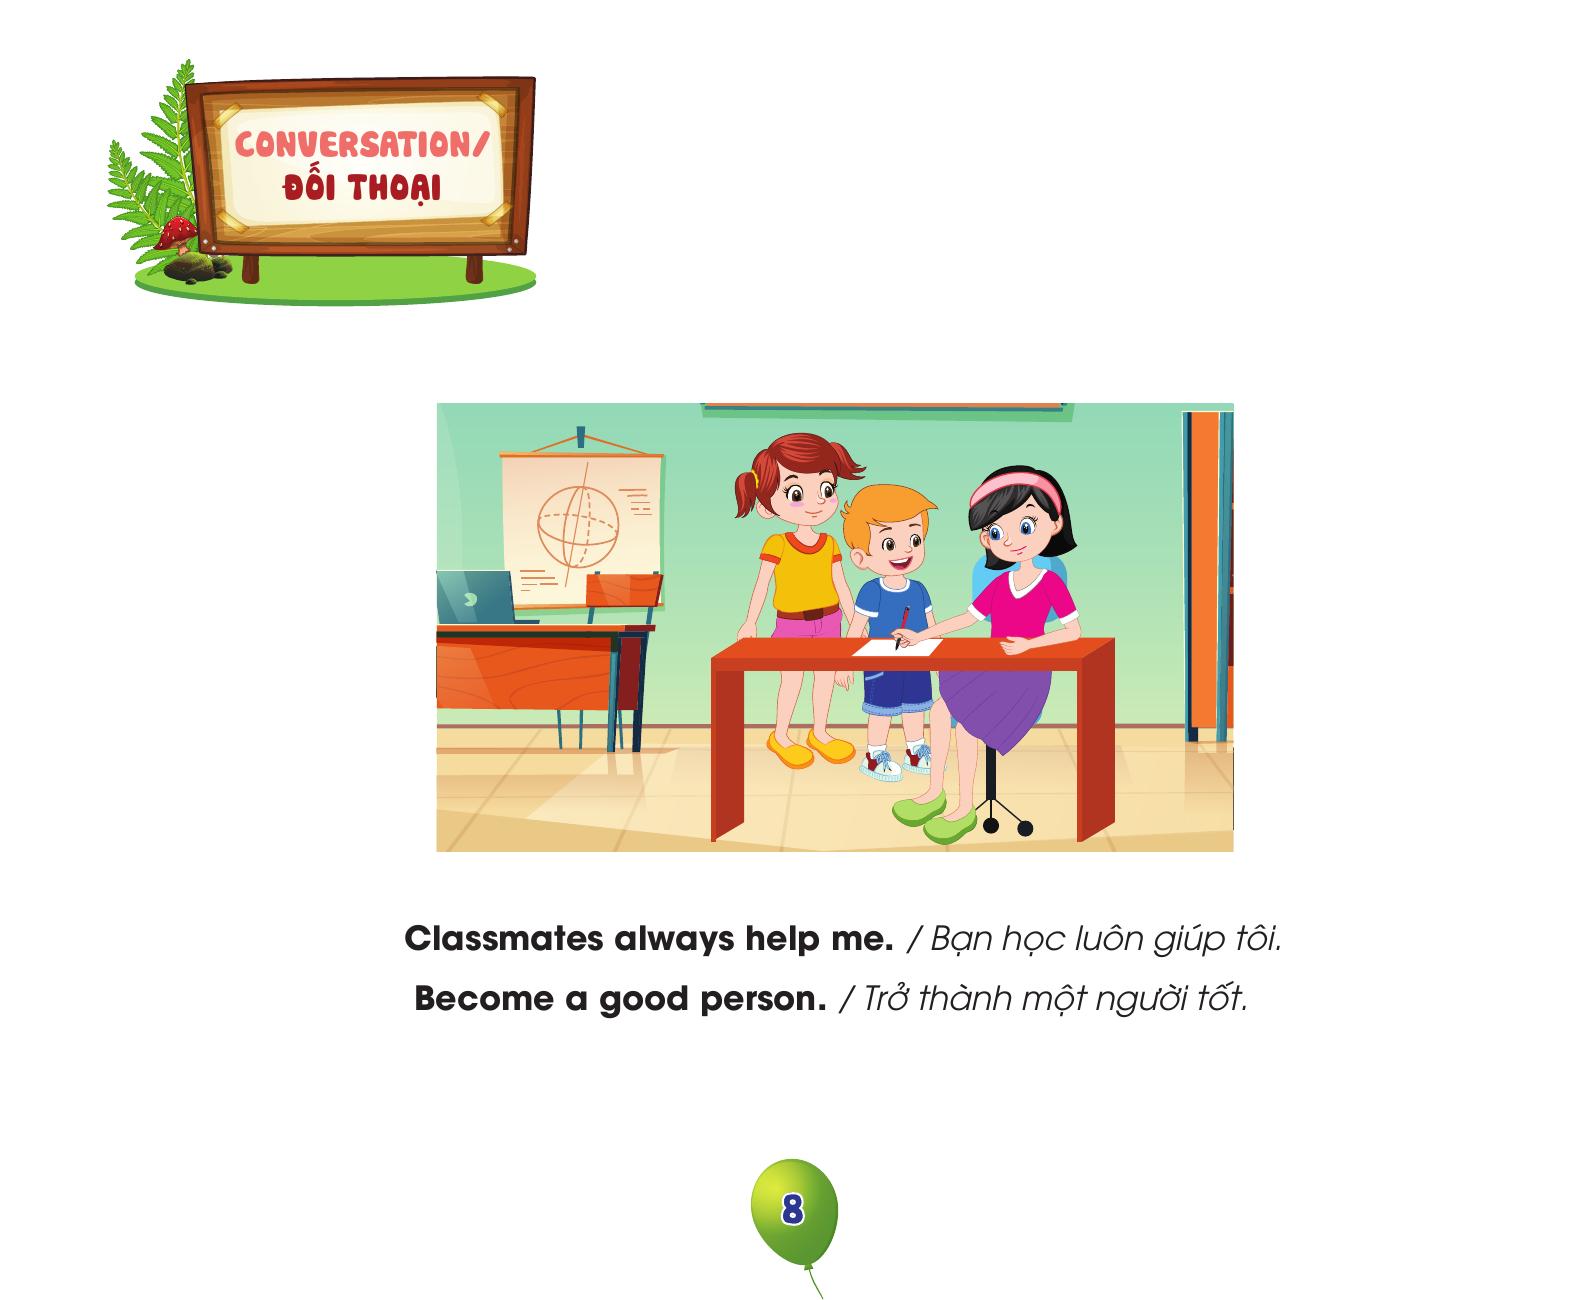 CONVERSATION/
ĐỐI THOẠI
Classmates always help me. / Bạn học luôn giúp tôi.
Become a good person. / Trở thành một người tốt.
8